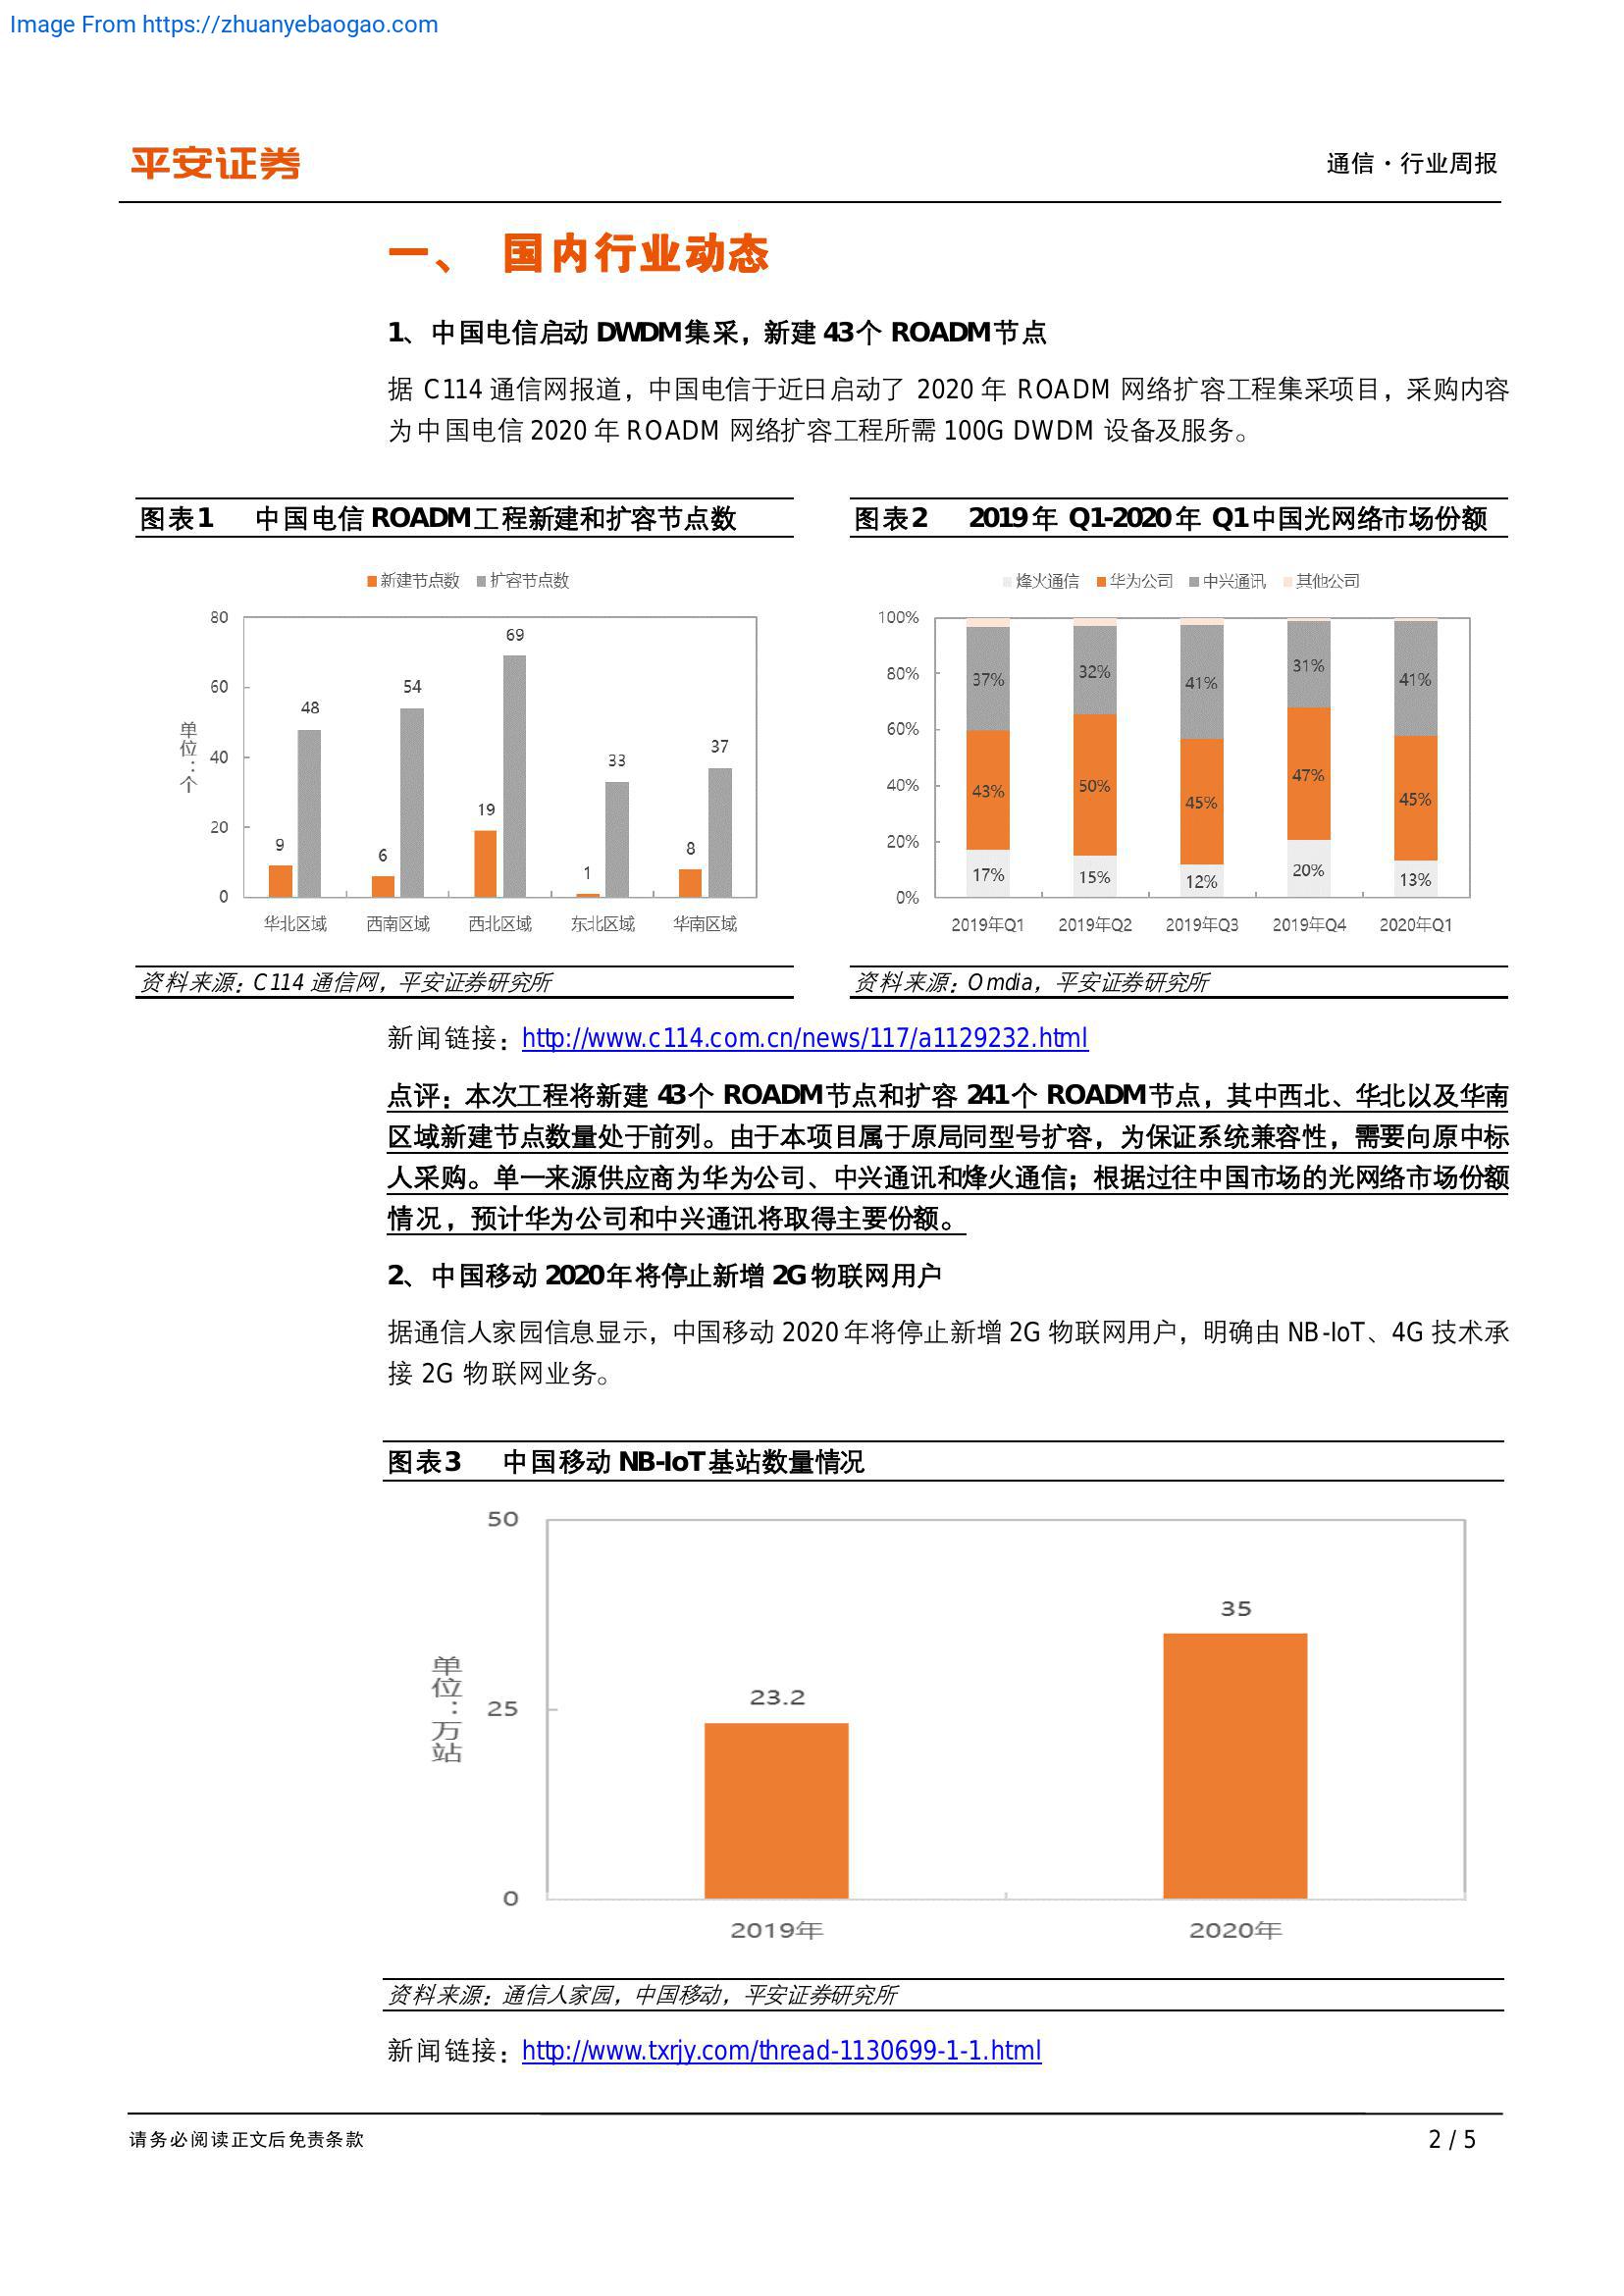 Image From https://zhuanyebaogao.com
平安证券
通信·行业周报
一、 国内行业动态
1、中国电信启动 DWDM 集采，新建 43 个 ROADM 节点
据 C114 通信网报道，中国电信于近日启动了 2020 年 ROADM 网络扩容工程集采项目，采购内容
为中国电信 2020 年 ROADM 网络扩容工程所需 100G DWDM 设备及服务。
图表1 中国电信 ROADM 工程新建和扩容节点数
新建节点数 扩容节点数
单位：个
80
60
40
20
0
9 48
6 54
19 69
1 33
8 37
华北区域 西南区域 西北区域 东北区域 华南区域
资料来源：C114 通信网，平安证券研究所
图表2 2019 年 Q1-2020 年 Q1 中国光网络市场份额
烽火通信 华为公司 中兴通讯 其他公司
100%
80%
60%
40%
20%
0%
37% 32% 41% 31% 41%
43% 50% 45% 47% 45%
17% 15% 12% 20% 13%
2019年Q1 2019年Q2 2019年Q3 2019年Q4 2020年Q1
资料来源：Omdia，平安证券研究所
新闻链接：http://www.c114.com.cn/news/117/a1129232.html
点评：本次工程将新建 43 个 ROADM 节点和扩容 241 个 ROADM 节点，其中西北、华北以及华南
区域新建节点数量处于前列。由于本项目属于原局同型号扩容，为保证系统兼容性，需要向原中标
人采购。单一来源供应商为华为公司、中兴通讯和烽火通信；根据过往中国市场的光网络市场份额
情况，预计华为公司和中兴通讯将取得主要份额。
2、中国移动 2020 年将停止新增 2G 物联网用户
据通信人家园信息显示，中国移动 2020 年将停止新增 2G 物联网用户，明确由 NB-IoT、4G 技术承
接 2G 物联网业务。
图表3 中国移动 NB-IoT 基站数量情况
单位：万站
50
25
0
23.2
35
2019年 2020年
资料来源：通信人家园，中国移动，平安证券研究所
新闻链接：http://www.txrjy.com/thread-1130699-1-1.html
请务必阅读正文后免责条款
2 / 5